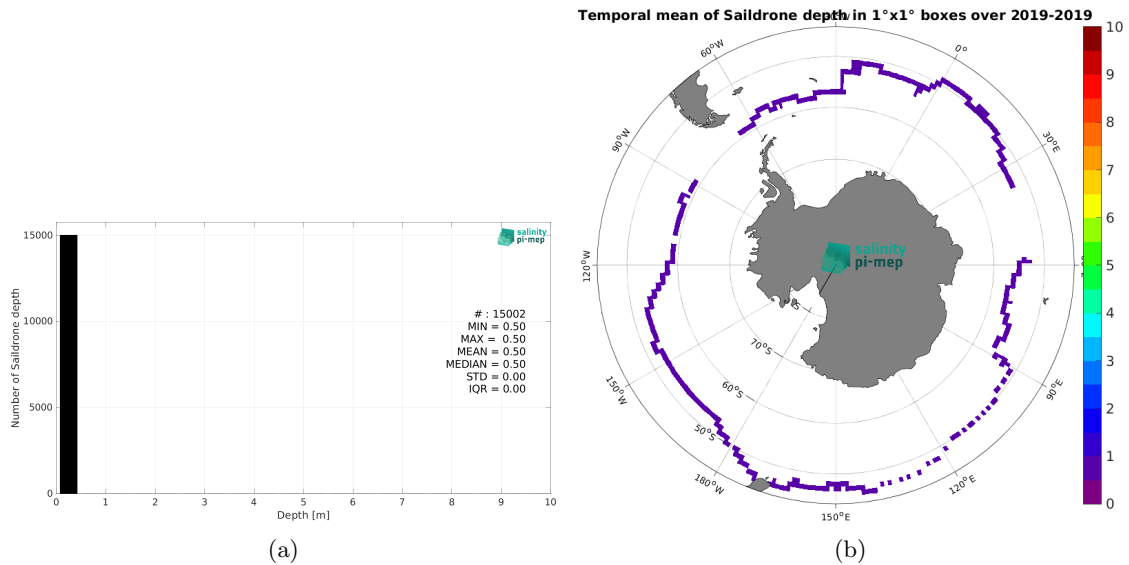 15000
10000
5000
0
0 1 2 3 4 5 6 7 8 9 10
Number of Saildrone depth
Depth [m]
salinity
pi-mep
# : 15002
MIN = 0.50
MAX = 0.50
MEAN = 0.50
MEDIAN = 0.50
STD = 0.00
IQR = 0.00
(a)
Temporal mean of Saildrone depth in 1°x1° boxes over 2019-2019
60°W
0°
30°E
90°E
120°E
150°E
180°W
150°W
120°W
90°W
70°S
60°S
50°S
salinity
pi-mep
10
9
8
7
6
5
4
3
2
1
0
(b)